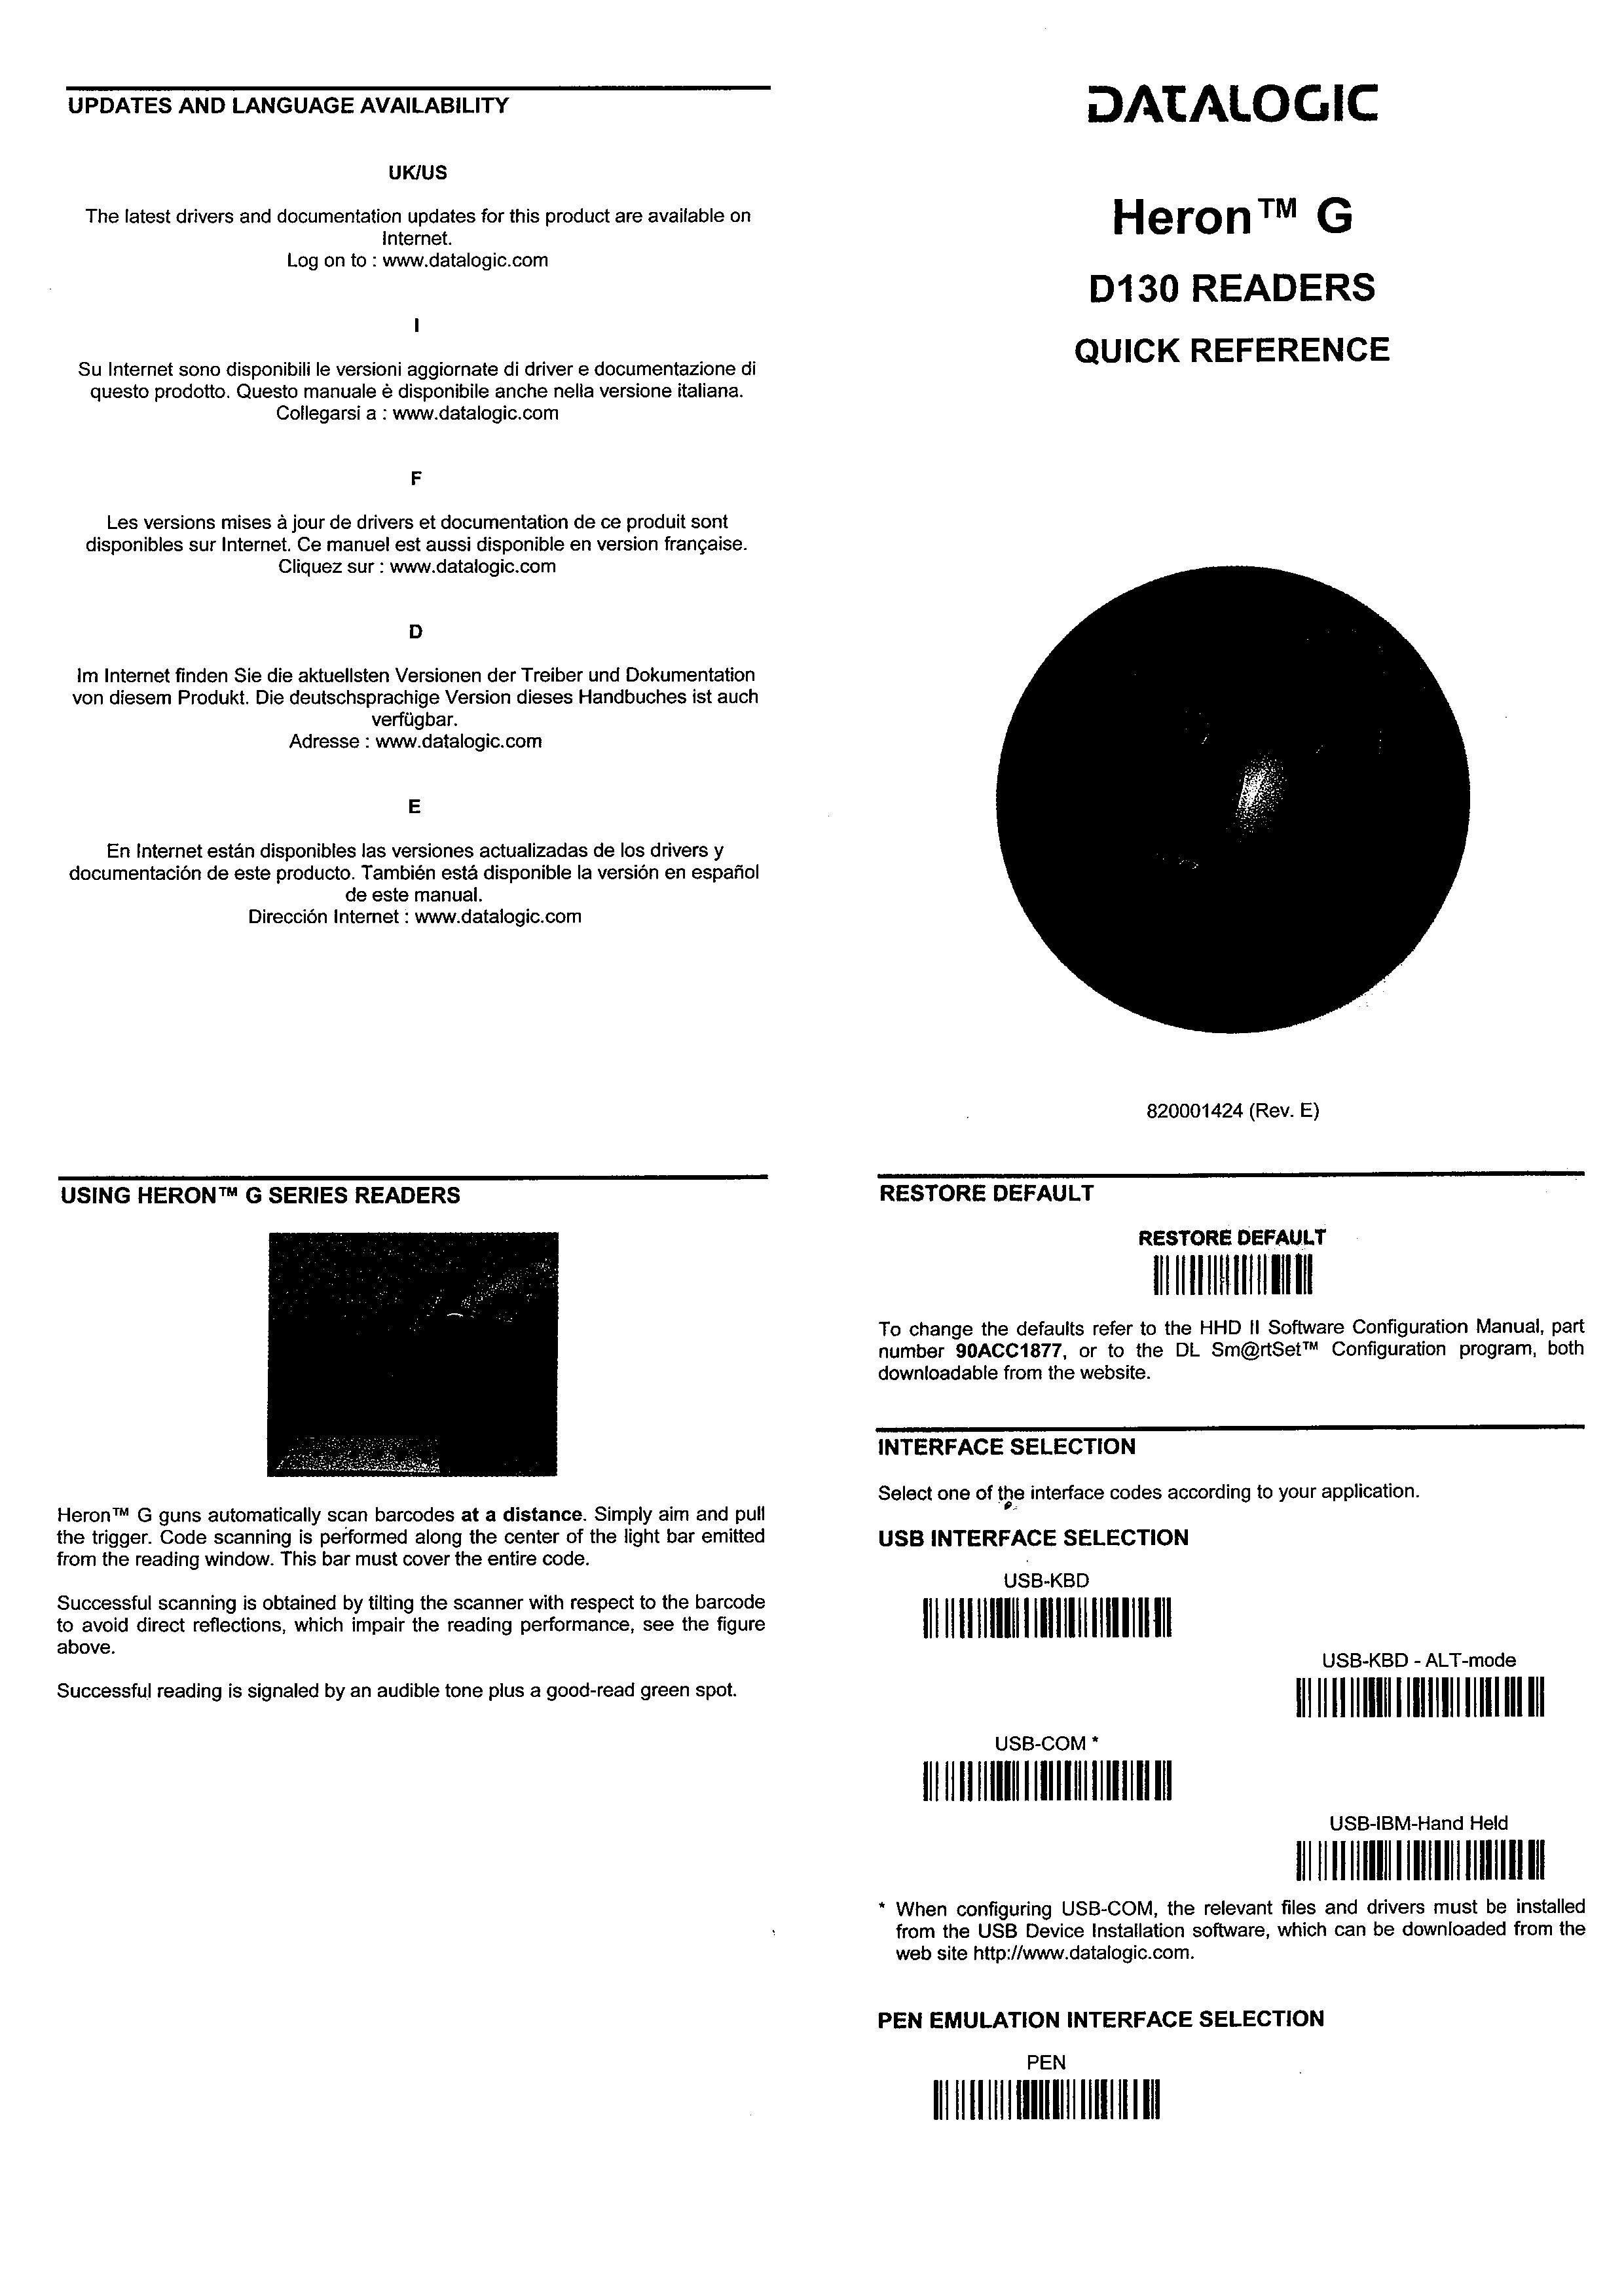 UPDATES AND LANGUAGE AVAILABILITY
UK/US
The latest drivers and documentation updates for this product are available on
Internet.
Log on to : www.datalogic.com
I
Su Internet sono disponibili le versioni aggiornate di driver e documentazione di
questo prodotto. Questo manuale è disponibile anche nella versione italiana.
Collegarsi a : www.datalogic.com
F
Les versions mises à jour de drivers et documentation de ce produit sont
disponibles sur Internet. Ce manuel est aussi disponible en version française.
Cliquez sur : www.datalogic.com
D
Im Internet finden Sie die aktuellsten Versionen der Treiber und Dokumentation
von diesem Produkt. Die deutschsprachige Version dieses Handbuches ist auch
verfügbar.
Adresse : www.datalogic.com
E
En Internet están disponibles las versiones actualizadas de los drivers y
documentación de este producto. También está disponible la versión en español
de este manual.
Dirección Internet : www.datalogic.com
DATALOGIC
Heron™ G
D130 READERS
QUICK REFERENCE
820001424 (Rev. E)
USING HERON™ G SERIES READERS
Heron™ G guns automatically scan barcodes at a distance. Simply aim and pull
the trigger. Code scanning is performed along the center of the light bar emitted
from the reading window. This bar must cover the entire code.
Successful scanning is obtained by tilting the scanner with respect to the barcode
to avoid direct reflections, which impair the reading performance, see the figure
above.
Successful reading is signaled by an audible tone plus a good-read green spot.
RESTORE DEFAULT
RESTORE DEFAULT
To change the defaults refer to the HHD II Software Configuration Manual, part
number 90ACC1877, or to the DL Sm@rtSet™ Configuration program, both
downloadable from the website.
INTERFACE SELECTION
Select one of the interface codes according to your application.
USB INTERFACE SELECTION
USB-KBD
USB-KBD - ALT-mode
USB-COM *
USB-IBM-Hand Held
* When configuring USB-COM, the relevant files and drivers must be installed
from the USB Device Installation software, which can be downloaded from the
web site http://www.datalogic.com.
PEN EMULATION INTERFACE SELECTION
PEN